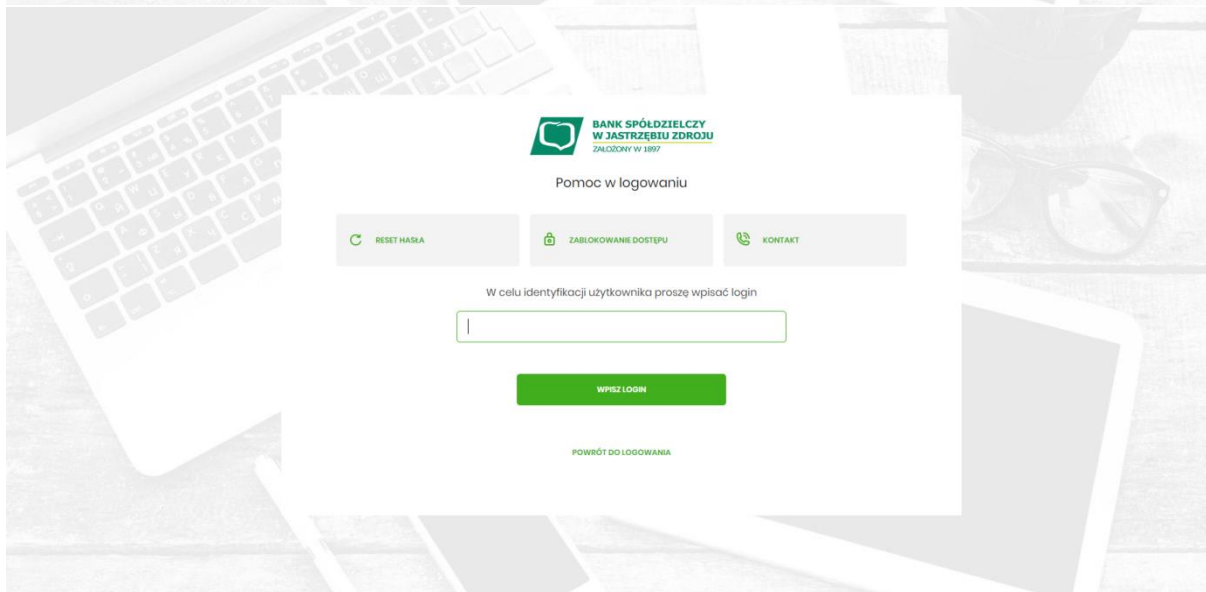 BANK SPÓŁDZIELCZY
W JASTRZĘBIU ZDROJU
ZAŁOŻONY W 1897
Pomoc w logowaniu
RESET HASŁA
ZABLOKOWANIE DOSTĘPU
KONTAKT
W celu identyfikacji użytkownika proszę wpisać login
WPISZ LOGIN
POWRÓT DO LOGOWANIA